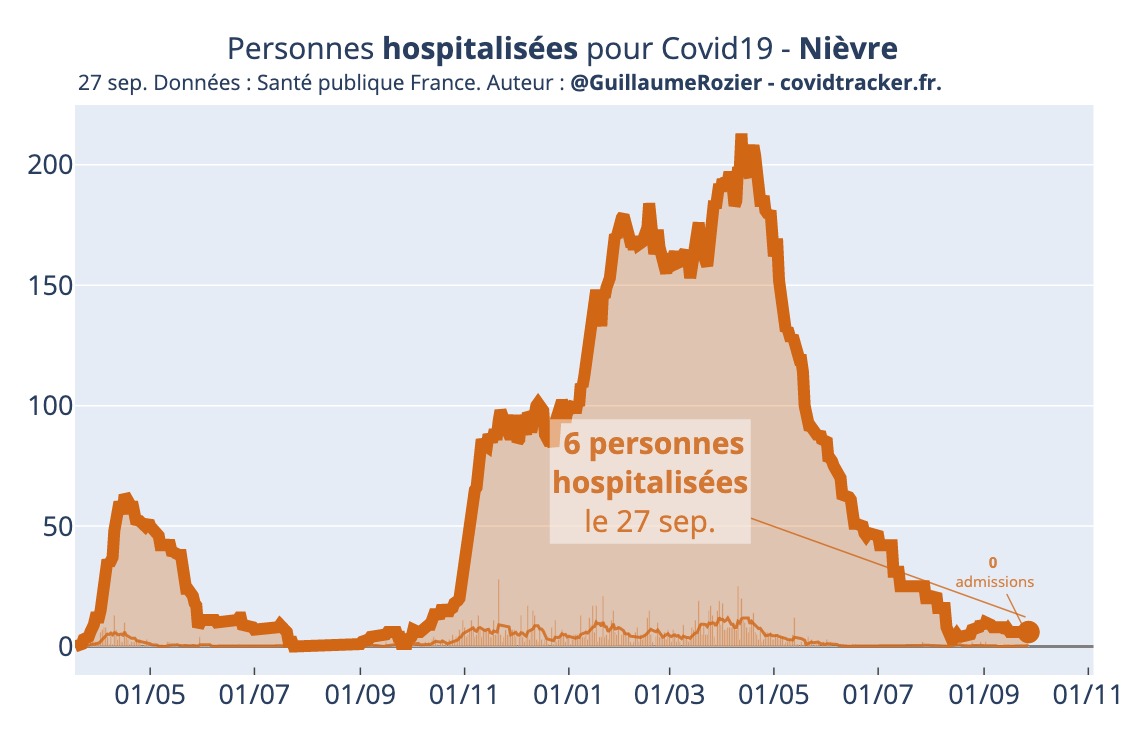 Personnes hospitalisées pour Covid19 - Nièvre
27 sep. Données : Santé publique France. Auteur : @GuillaumeRozier - covidtracker.fr.
200
150
100
50
0
6 personnes
hospitalisées
le 27 sep.
0
admissions
01/05 01/07 01/09 01/11 01/01 01/03 01/05 01/07 01/09 01/11